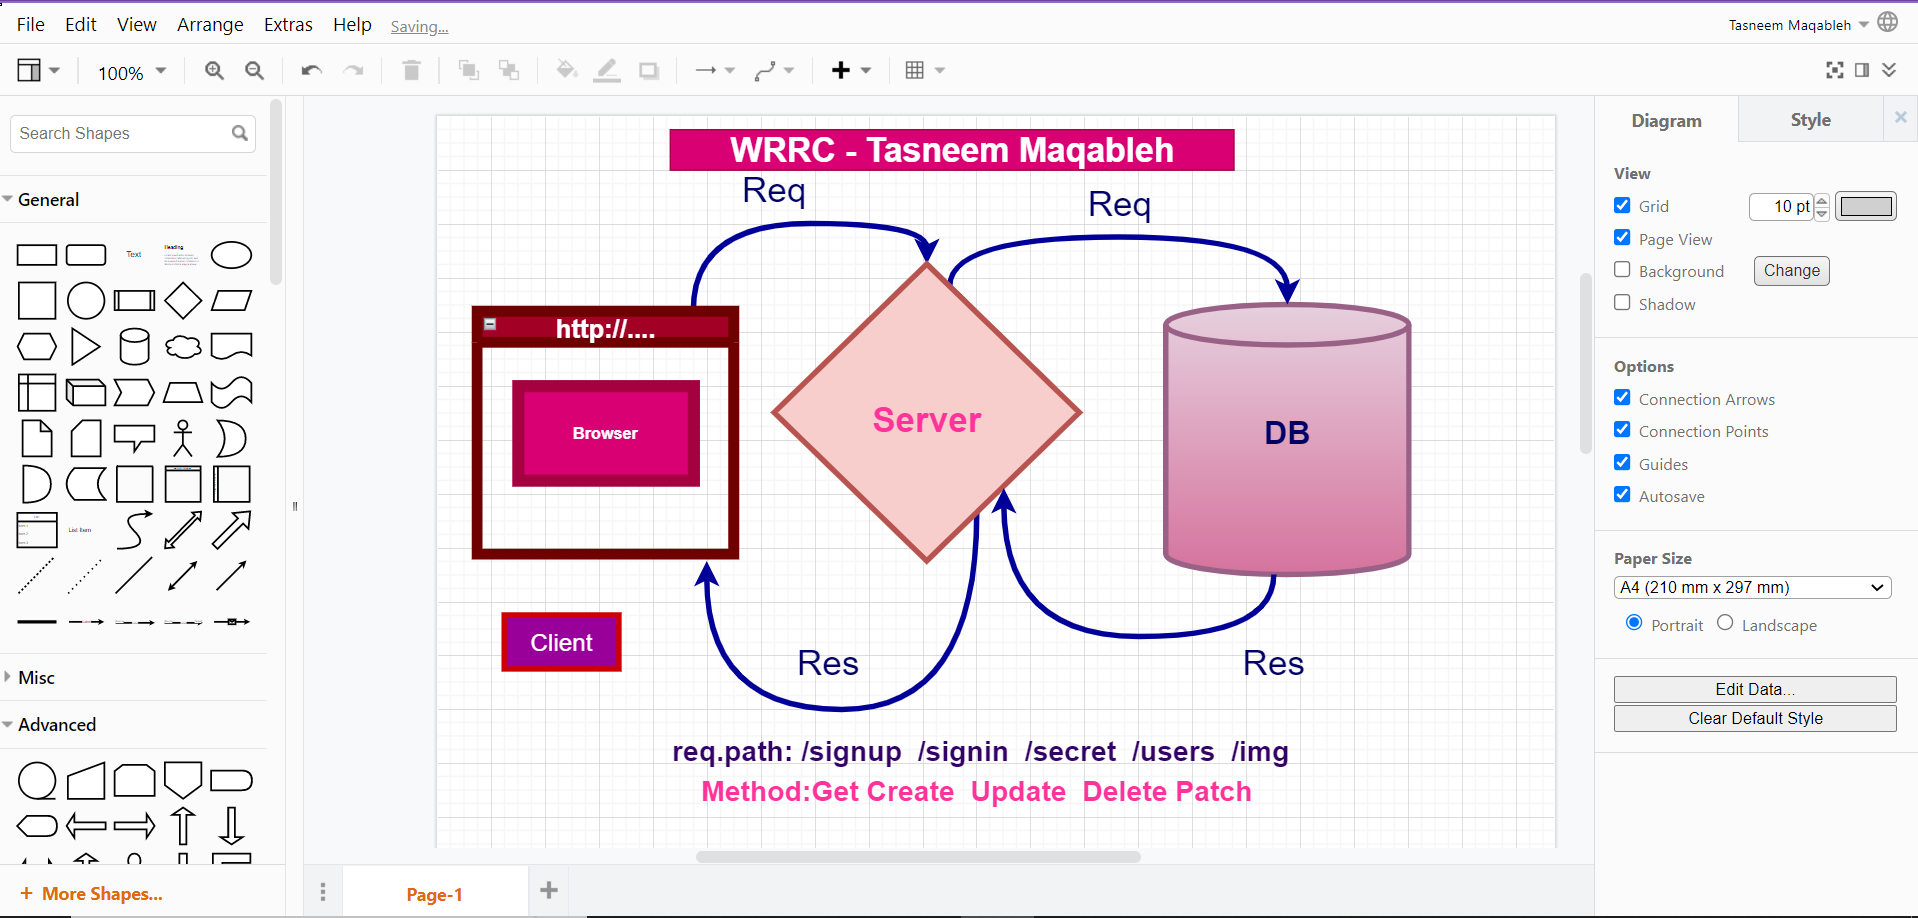 File Edit View Arrange Extras Help Saving...
Tasneem Maqableh
100%
Search Shapes
General
Text
Heading
List Item
Misc
Advanced
+ More Shapes...
WRRC - Tasneem Maqableh
Req
Req
http://....
Browser
Server
DB
Client
Res
Res
req.path: /signup /signin /secret /users /img
Method:Get Create Update Delete Patch
Page-1
Diagram
Style
View
Grid
10 pt
Page View
Background
Change
Shadow
Options
Connection Arrows
Connection Points
Guides
Autosave
Paper Size
A4 (210 mm x 297 mm)
Portrait
Landscape
Edit Data...
Clear Default Style